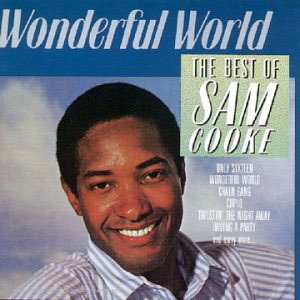 Wonderful World
THE BEST OF
SAM
COOKE
ONLY SIXTEEN
WONDERFUL WORLD
CHAIN GANG
CUPID
TWISTIN' THE NIGHT AWAY
HAVING A PARTY
and many more...